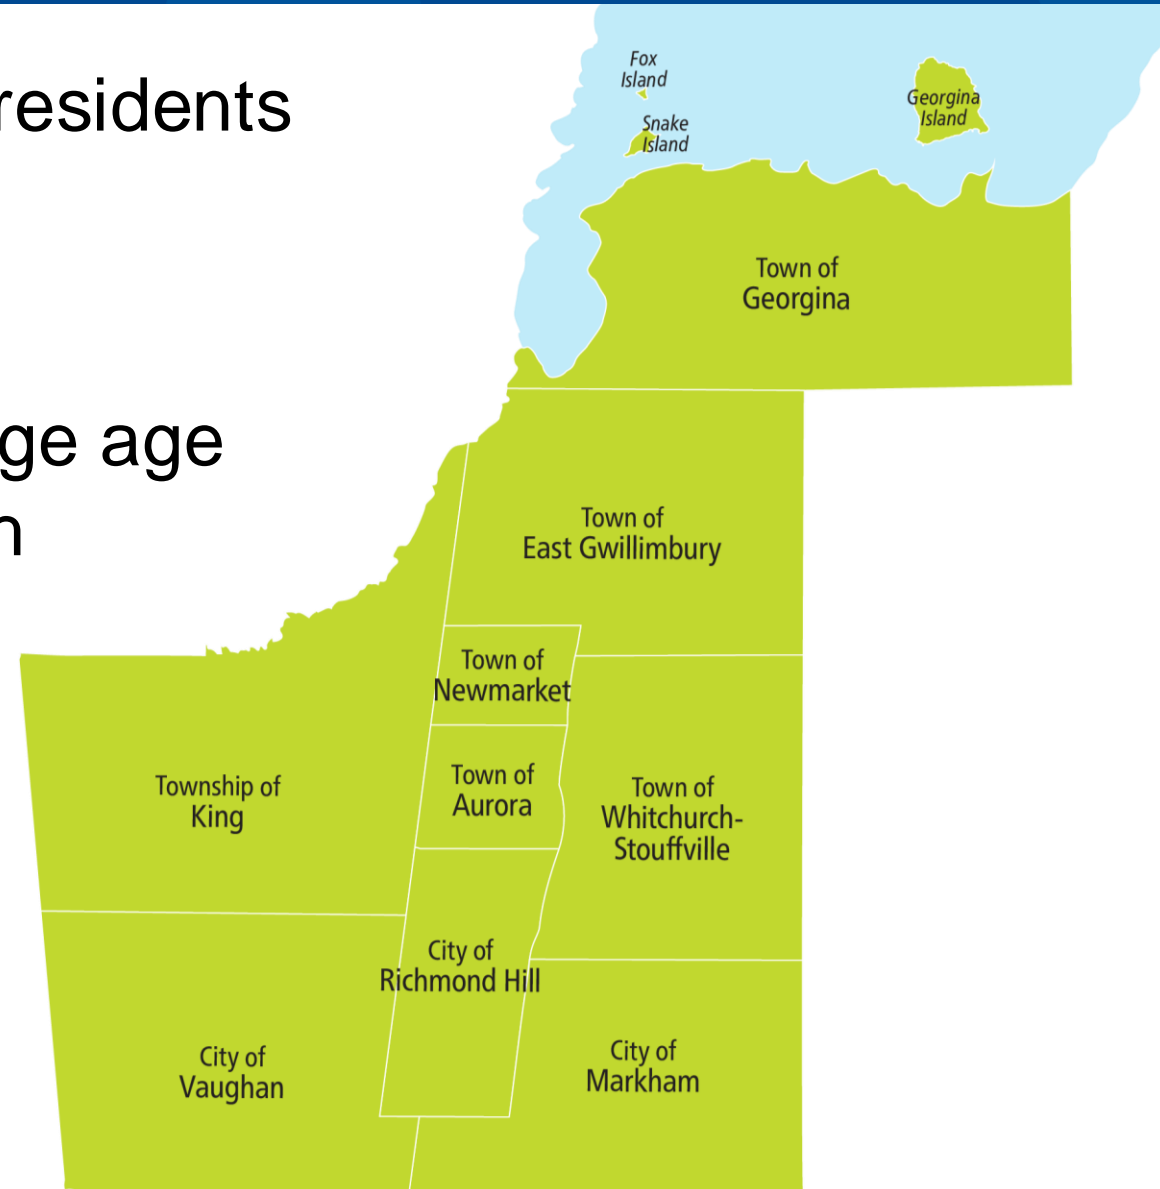 residents
ge age
n
Fox
Island
Snake
Island
Georgina
Island
Town of
Georgina
Town of
East Gwillimbury
Town of
Newmarket
Town of
Aurora
Township of
King
Town of
Whitchurch-
Stouffville
City of
Richmond Hill
City of
Vaughan
City of
Markham